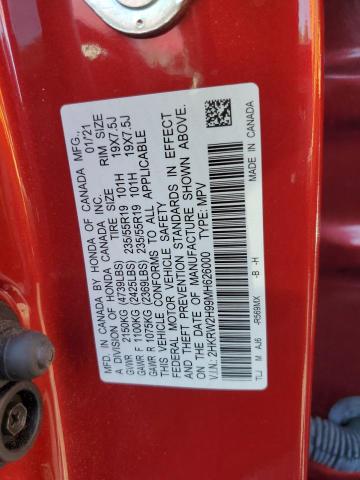 MFD. IN CANADA BY HONDA OF CANADA MFG.,
A DIVISION OF HONDA CANADA INC. 01/21
TIRE SIZE RIM SIZE
GVWR 2150KG (4739LBS) 235/55R19 101H 19X7.5J
GAWR F 1100KG (2425LBS) 235/55R19 101H 19X7.5J
GAWR R 1075KG (2369LBS)
THIS VEHICLE CONFORMS TO ALL APPLICABLE
FEDERAL MOTOR VEHICLE SAFETY
AND THEFT PREVENTION STANDARDS IN EFFECT
ON THE DATE OF MANUFACTURE SHOWN ABOVE.
V.I.N.: 2HKRW2H99MH626000 TYPE: MPV
TLJ M AJ6 -R569MX -B -H MADE IN CANADA